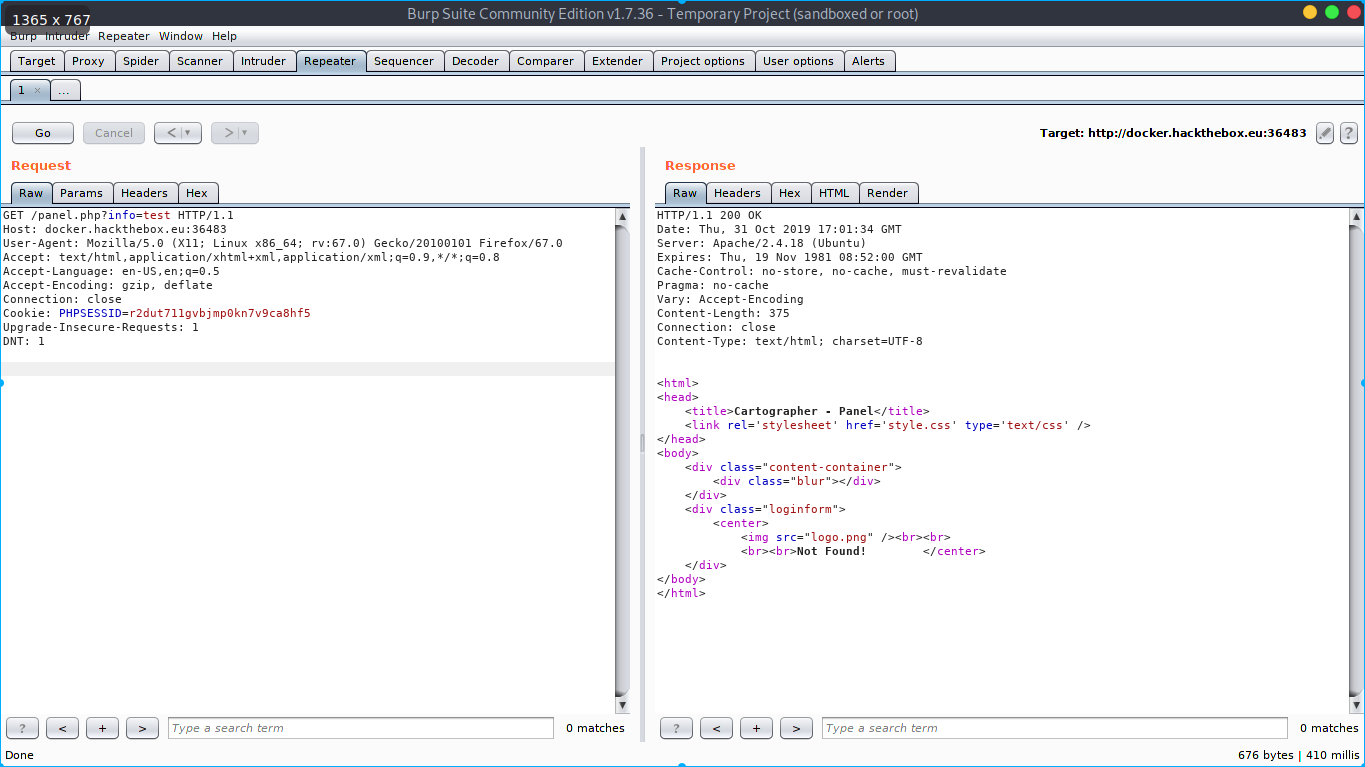 1365 x 767
Burp Suite Community Edition v1.7.36 - Temporary Project (sandboxed or root)
Burp Intruder Repeater Window Help
Target Proxy Spider Scanner Intruder Repeater Sequencer Decoder Comparer Extender Project options User options Alerts
1 × ...
Go Cancel < ▾ > ▾ Target: http://docker.hackthebox.eu:36483 ?
Request
Raw Params Headers Hex
GET /panel.php?info=test HTTP/1.1
Host: docker.hackthebox.eu:36483
User-Agent: Mozilla/5.0 (X11; Linux x86_64; rv:67.0) Gecko/20100101 Firefox/67.0
Accept: text/html,application/xhtml+xml,application/xml;q=0.9,*/*;q=0.8
Accept-Language: en-US,en;q=0.5
Accept-Encoding: gzip, deflate
Connection: close
Cookie: PHPSESSID=r2dut711gvbjmp0kn7v9ca8hf5
Upgrade-Insecure-Requests: 1
DNT: 1
? < + > Type a search term 0 matches
Response
Raw Headers Hex HTML Render
HTTP/1.1 200 OK
Date: Thu, 31 Oct 2019 17:01:34 GMT
Server: Apache/2.4.18 (Ubuntu)
Expires: Thu, 19 Nov 1981 08:52:00 GMT
Cache-Control: no-store, no-cache, must-revalidate
Pragma: no-cache
Vary: Accept-Encoding
Content-Length: 375
Connection: close
Content-Type: text/html; charset=UTF-8
<html>
<head>
<title>Cartographer - Panel</title>
<link rel='stylesheet' href='style.css' type='text/css' />
</head>
<body>
<div class="content-container">
<div class="blur"></div>
</div>
<div class="loginform">
<center>
<img src="logo.png" /><br><br>
<br><br>Not Found! </center>
</div>
</body>
</html>
? < + > Type a search term 0 matches
Done 676 bytes | 410 millis